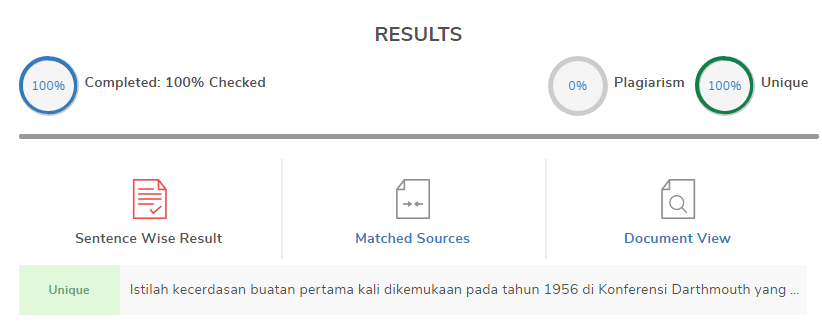 RESULTS
100% Completed: 100% Checked 0% Plagiarism 100% Unique
Sentence Wise Result Matched Sources Document View
Unique Istilah kecerdasan buatan pertama kali dikemukaan pada tahun 1956 di Konferensi Darthmouth yang ...